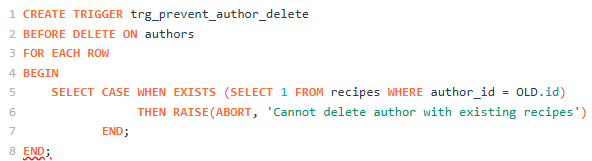 1 CREATE TRIGGER trg_prevent_author_delete
2 BEFORE DELETE ON authors
3 FOR EACH ROW
4 BEGIN
5     SELECT CASE WHEN EXISTS (SELECT 1 FROM recipes WHERE author_id = OLD.id)
6                 THEN RAISE(ABORT, 'Cannot delete author with existing recipes')
7            END;
8 END;